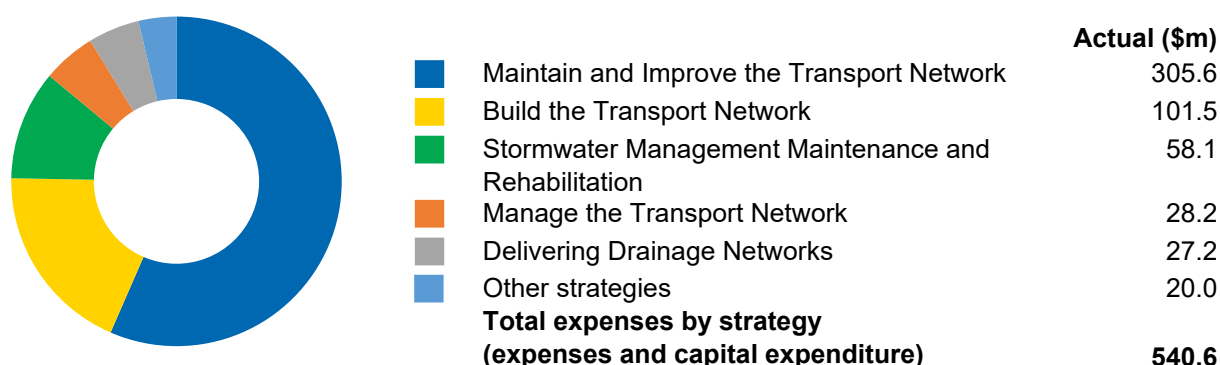 Actual ($m)
Maintain and Improve the Transport Network 305.6
Build the Transport Network 101.5
Stormwater Management Maintenance and 58.1
Rehabilitation
Manage the Transport Network 28.2
Delivering Drainage Networks 27.2
Other strategies 20.0
Total expenses by strategy
(expenses and capital expenditure) 540.6